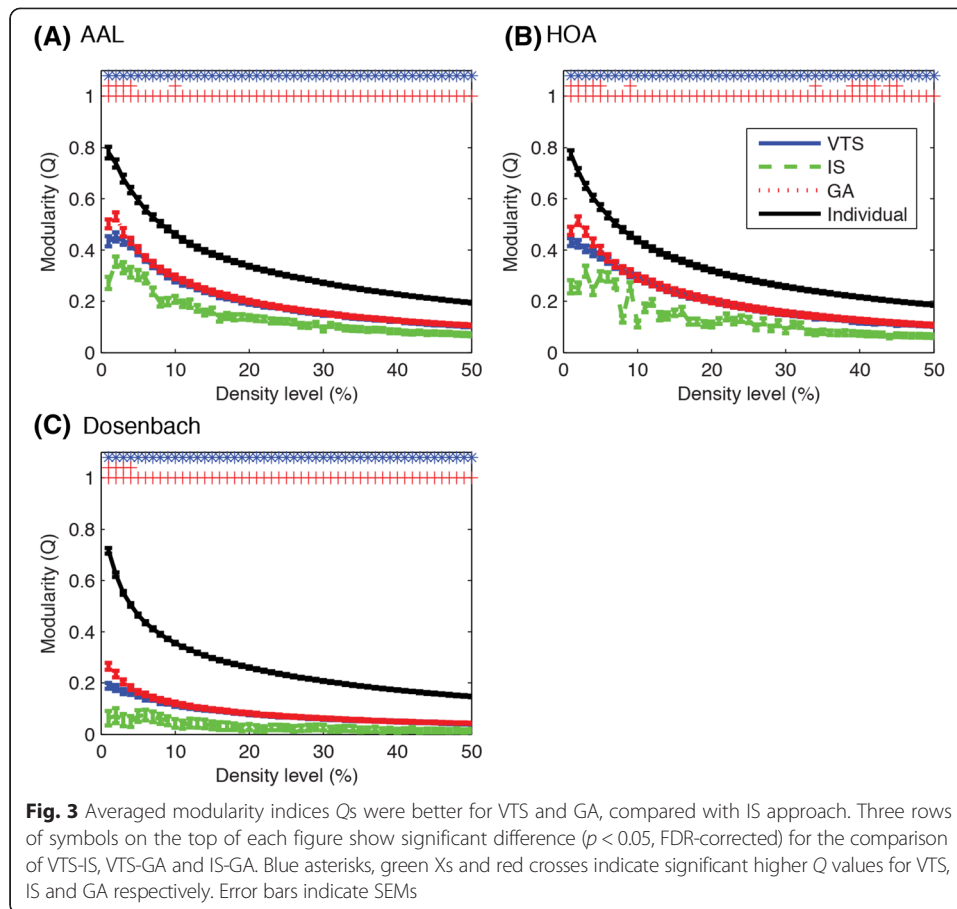 (A) AAL
(B) HOA
1
0.8
0.6
0.4
0.2
0
Modularity (Q)
0 10 20 30 40 50
Density level (%)
1
0.8
0.6
0.4
0.2
0
Modularity (Q)
VTS
IS
GA
Individual
0 10 20 30 40 50
Density level (%)
(C) Dosenbach
1
0.8
0.6
0.4
0.2
0
Modularity (Q)
0 10 20 30 40 50
Density level (%)
Fig. 3 Averaged modularity indices Qs were better for VTS and GA, compared with IS approach. Three rows
of symbols on the top of each figure show significant difference (p < 0.05, FDR-corrected) for the comparison
of VTS-IS, VTS-GA and IS-GA. Blue asterisks, green Xs and red crosses indicate significant higher Q values for VTS,
IS and GA respectively. Error bars indicate SEMs